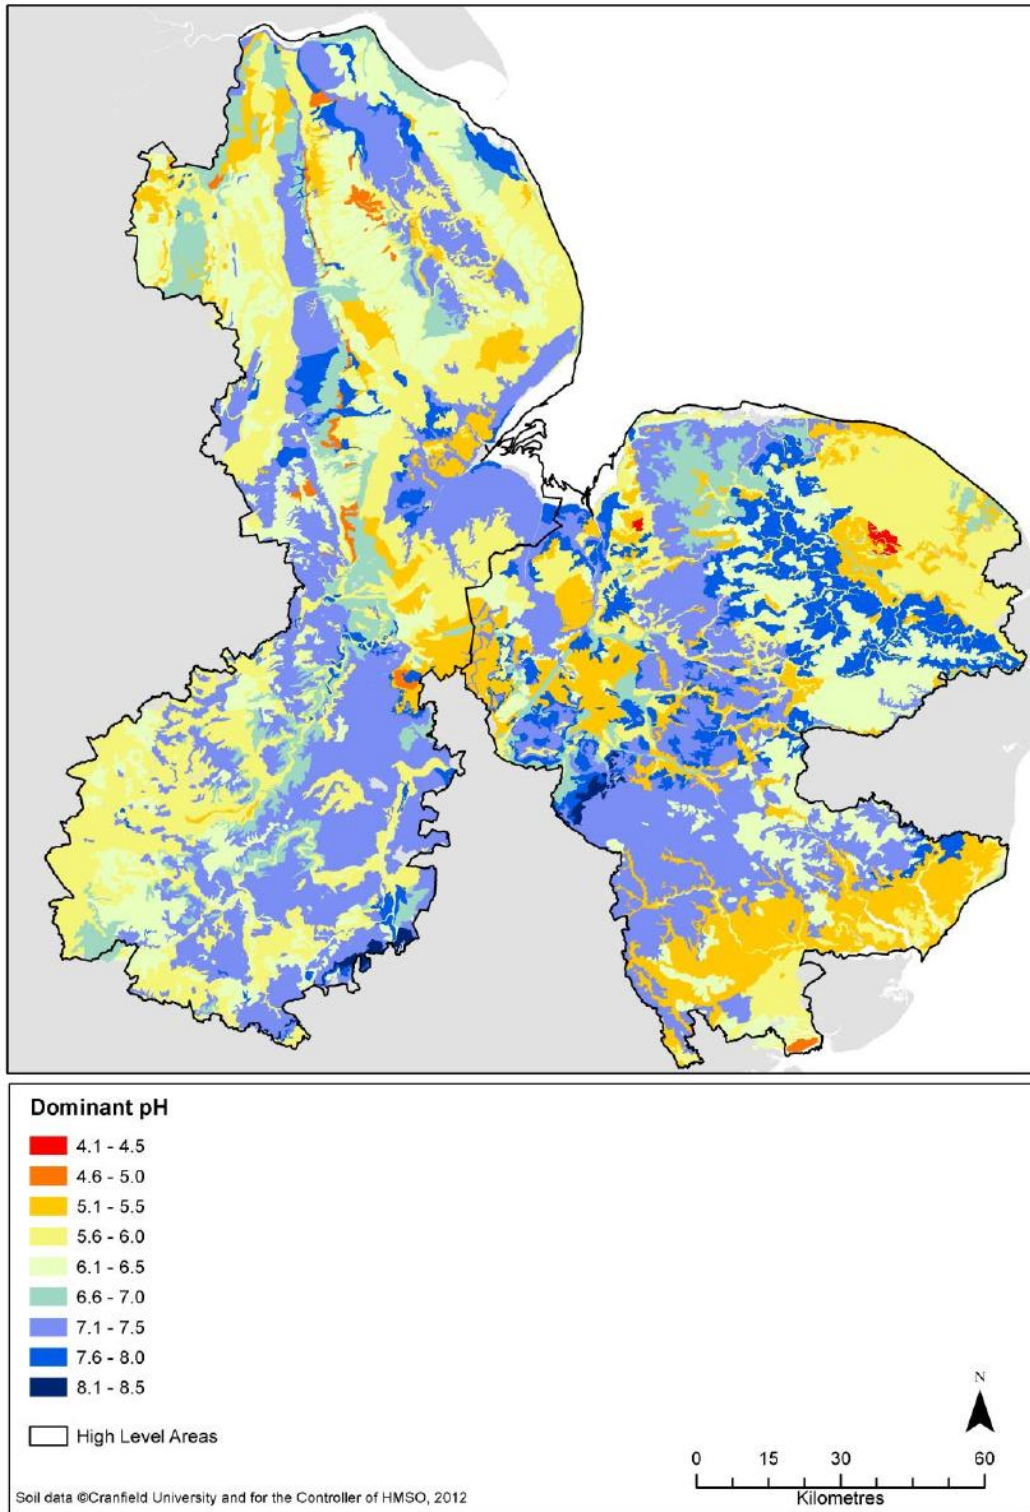 Dominant pH
4.1 - 4.5
4.6 - 5.0
5.1 - 5.5
5.6 - 6.0
6.1 - 6.5
6.6 - 7.0
7.1 - 7.5
7.6 - 8.0
8.1 - 8.5
High Level Areas
N
0 15 30 60
Kilometres
Soil data ©Cranfield University and for the Controller of HMSO, 2012